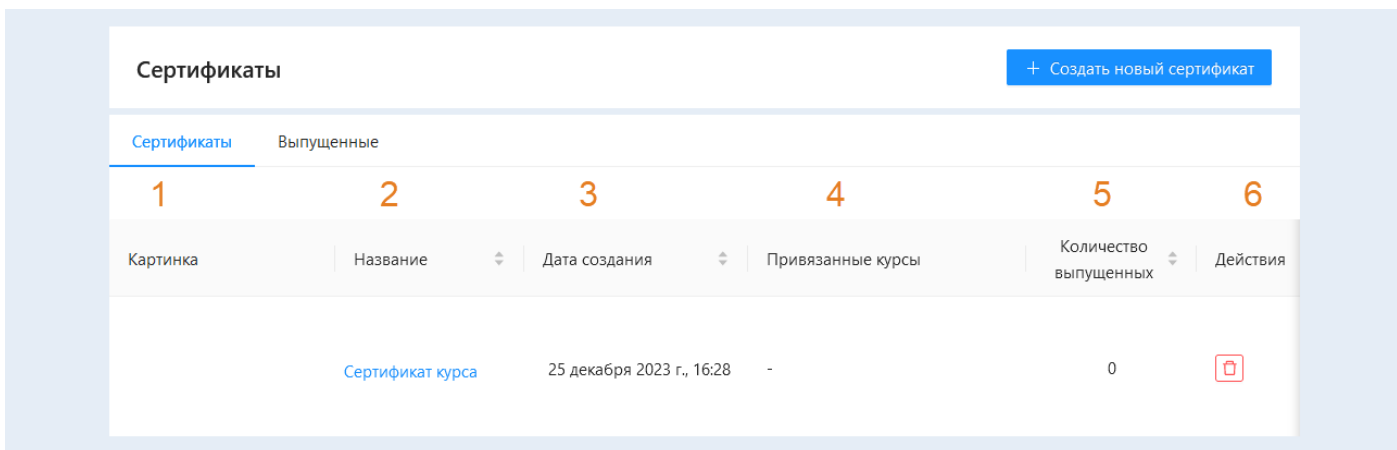 Сертификаты
+ Создать новый сертификат
Сертификаты Выпущенные
1 2 3 4 5 6
Картинка Название Дата создания Привязанные курсы Количество выпущенных Действия
Сертификат курса 25 декабря 2023 г., 16:28 - 0